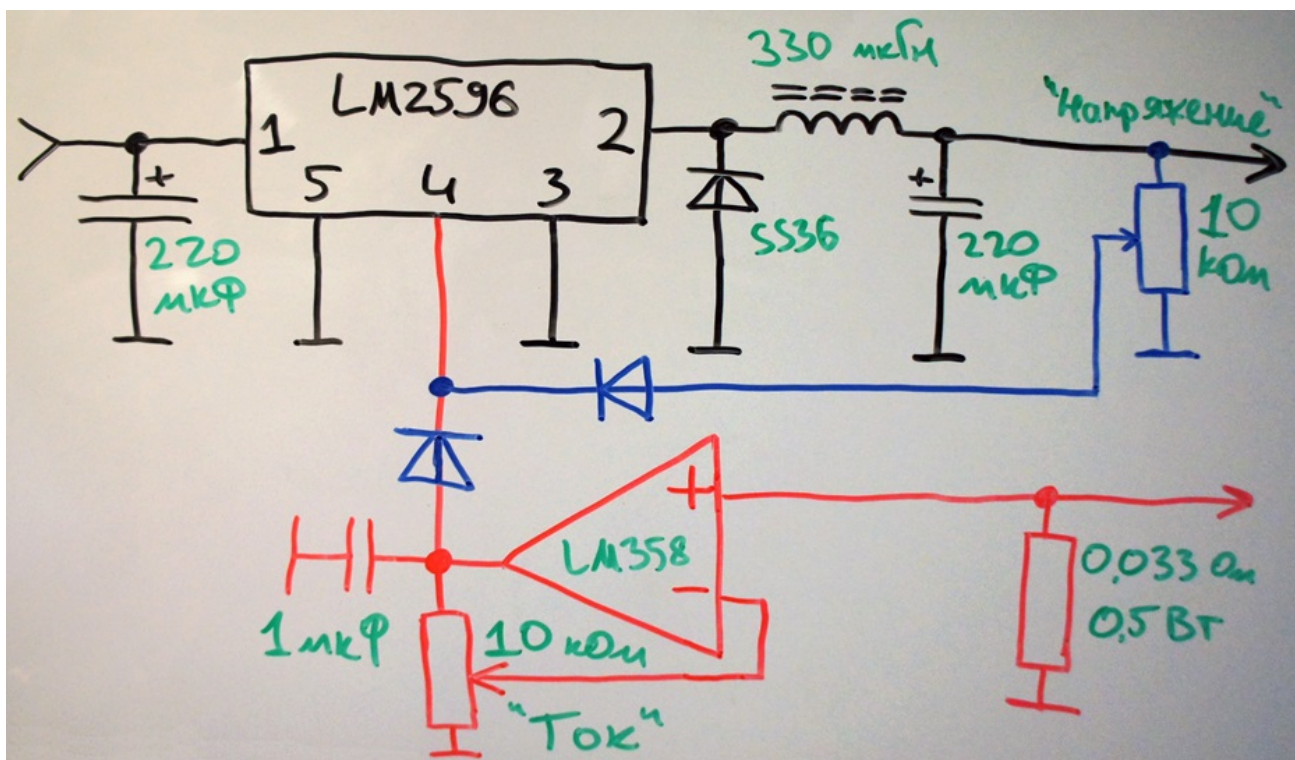 330 мкГн
LM2596
1
2
5 4 3
"Напряжение"
+
220
мкФ
SS36
+
220
мкФ
10
кОм
+
LM358
-
0,033 Ом
0,5 Вт
1 мкФ
10 кОм
"Ток"